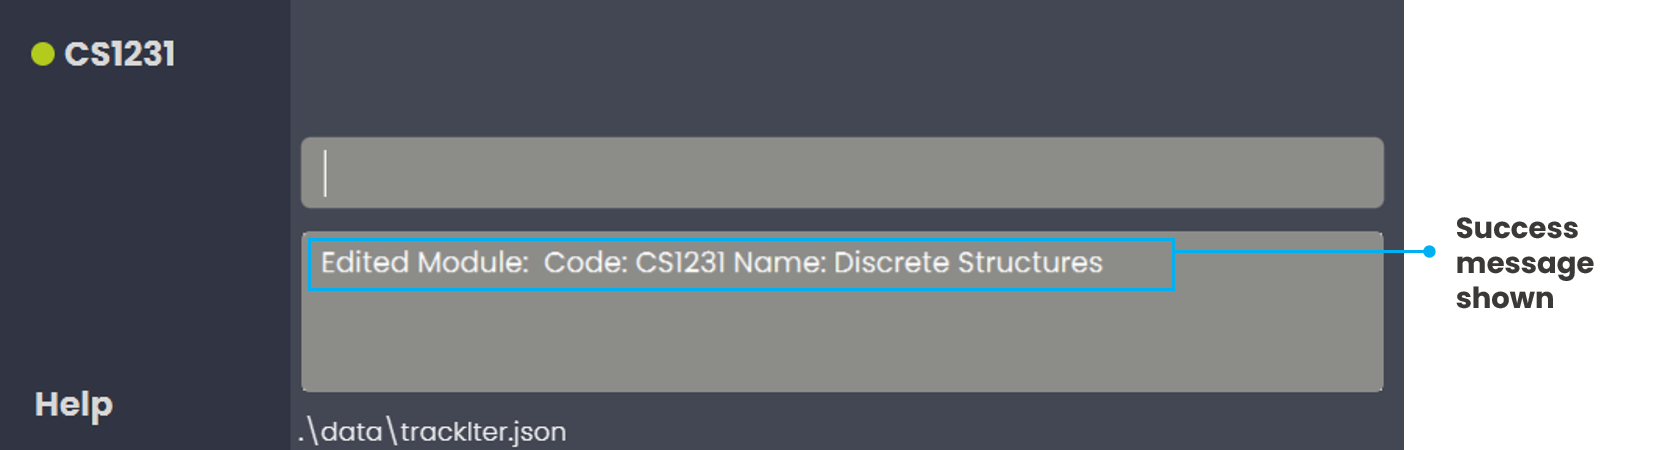 CS1231
Edited Module:  Code: CS1231 Name: Discrete Structures
Success
message
shown
Help
.\data\trackIter.json